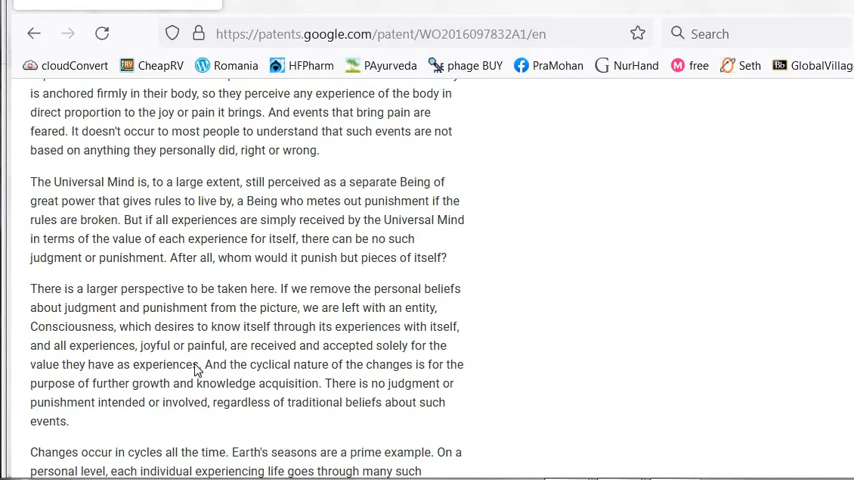 https://patents.google.com/patent/WO2016097832A1/en
Search
cloudConvert CheapRV Romania HFPharm PAyurveda phage BUY PraMohan NurHand free Seth GlobalVillag
is anchored firmly in their body, so they perceive any experience of the body in
direct proportion to the joy or pain it brings. And events that bring pain are
feared. It doesn't occur to most people to understand that such events are not
based on anything they personally did, right or wrong.
The Universal Mind is, to a large extent, still perceived as a separate Being of
great power that gives rules to live by, a Being who metes out punishment if the
rules are broken. But if all experiences are simply received by the Universal Mind
in terms of the value of each experience for itself, there can be no such
judgment or punishment. After all, whom would it punish but pieces of itself?
There is a larger perspective to be taken here. If we remove the personal beliefs
about judgment and punishment from the picture, we are left with an entity,
Consciousness, which desires to know itself through its experiences with itself,
and all experiences, joyful or painful, are received and accepted solely for the
value they have as experiences. And the cyclical nature of the changes is for the
purpose of further growth and knowledge acquisition. There is no judgment or
punishment intended or involved, regardless of traditional beliefs about such
events.
Changes occur in cycles all the time. Earth's seasons are a prime example. On a
personal level, each individual experiencing life goes through many such